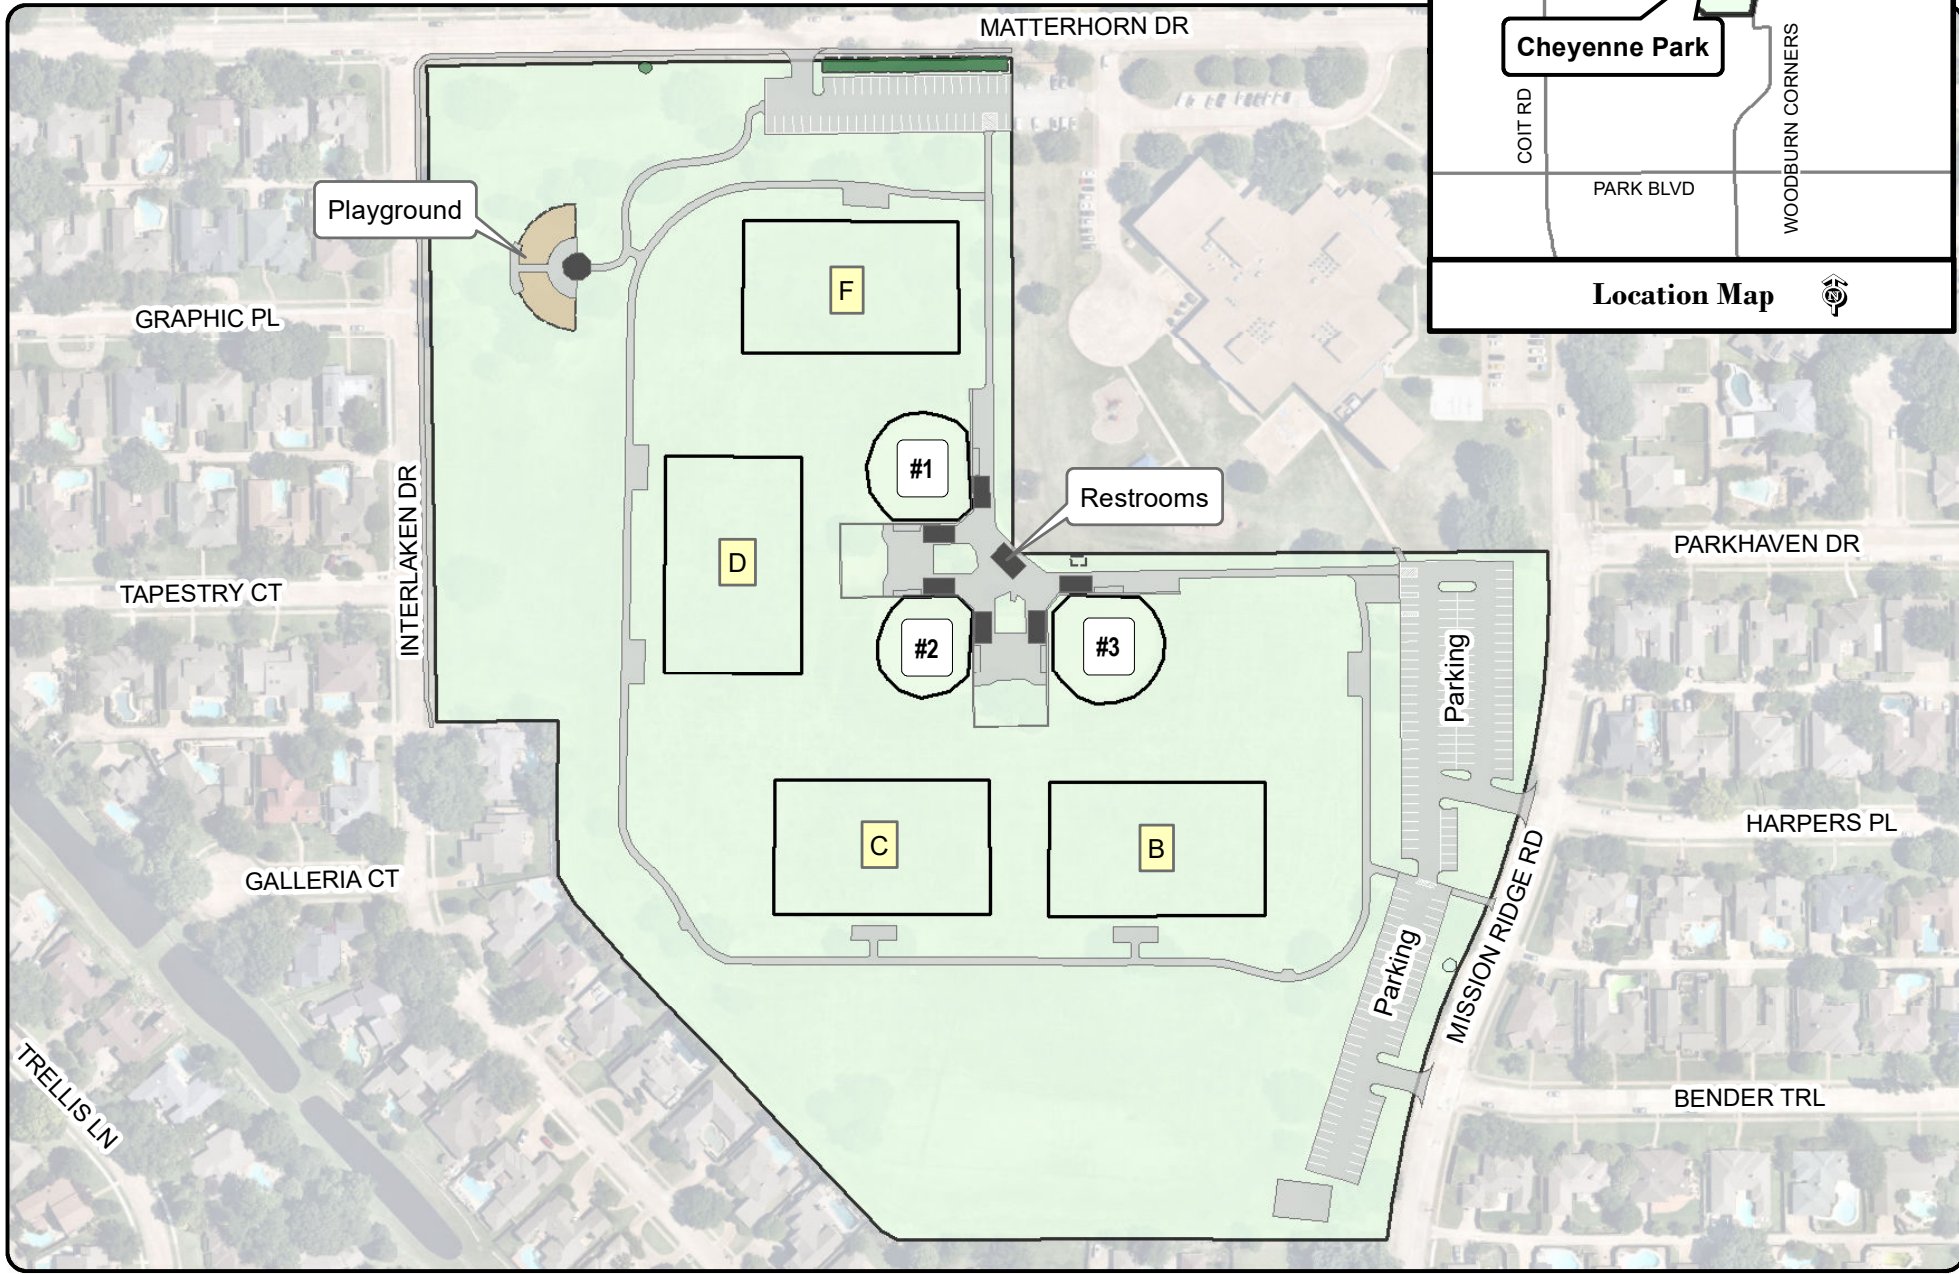 MATTERHORN DR
Cheyenne Park
COIT RD
WOODBURN CORNERS
PARK BLVD
Location Map
N
Playground
F
GRAPHIC PL
#1
Restrooms
INTERLAKEN DR
D
PARKHAVEN DR
TAPESTRY CT
#2
#3
Parking
C
B
HARPERS PL
GALLERIA CT
MISSION RIDGE RD
Parking
TRELLIS LN
BENDER TRL